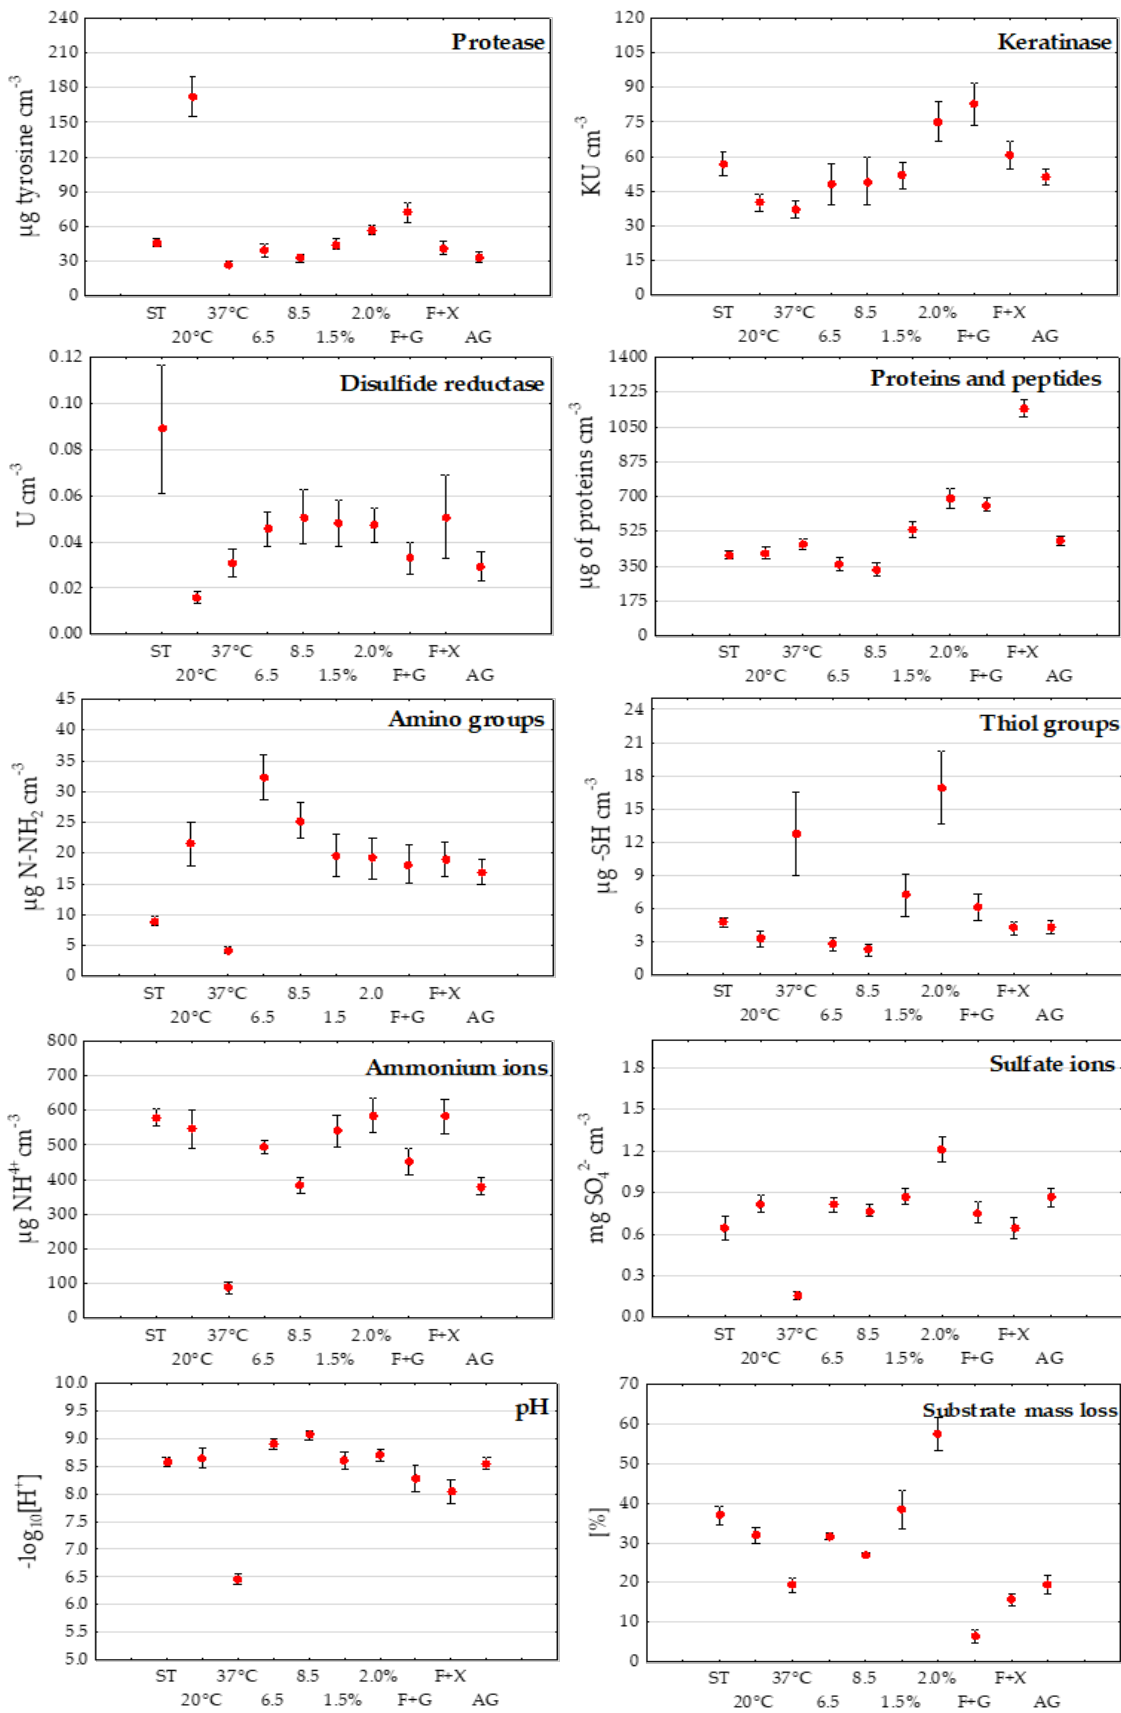 Protease
µg tyrosine cm⁻³
240
210
180
150
120
90
60
30
0
ST 37°C 8.5 2.0% F+X
20°C 6.5 1.5% F+G AG
Keratinase
KU cm⁻³
120
105
90
75
60
45
30
15
0
ST 37°C 8.5 2.0% F+X
20°C 6.5 1.5% F+G AG
Disulfide reductase
U cm⁻³
0.12
0.10
0.08
0.06
0.04
0.02
0.00
ST 37°C 8.5 2.0% F+X
20°C 6.5 1.5% F+G AG
Proteins and peptides
µg of proteins cm⁻³
1400
1225
1050
875
700
525
350
175
0
ST 37°C 8.5 2.0% F+X
20°C 6.5 1.5% F+G AG
Amino groups
µg N-NH₂ cm⁻³
45
40
35
30
25
20
15
10
5
0
ST 37°C 8.5 2.0 F+X
20°C 6.5 1.5 F+G AG
Thiol groups
µg -SH cm⁻³
24
21
18
15
12
9
6
3
0
ST 37°C 8.5 2.0% F+X
20°C 6.5 1.5% F+G AG
Ammonium ions
µg NH⁴⁺ cm⁻³
800
700
600
500
400
300
200
100
0
ST 37°C 8.5 2.0% F+X
20°C 6.5 1.5% F+G AG
Sulfate ions
mg SO₄²⁻ cm⁻³
1.8
1.5
1.2
0.9
0.6
0.3
0.0
ST 37°C 8.5 2.0% F+X
20°C 6.5 1.5% F+G AG
pH
-log₁₀[H⁺]
10.0
9.5
9.0
8.5
8.0
7.5
7.0
6.5
6.0
5.5
5.0
ST 37°C 8.5 2.0% F+X
20°C 6.5 1.5% F+G AG
Substrate mass loss
[%]
70
60
50
40
30
20
10
0
ST 37°C 8.5 2.0% F+X
20°C 6.5 1.5% F+G AG